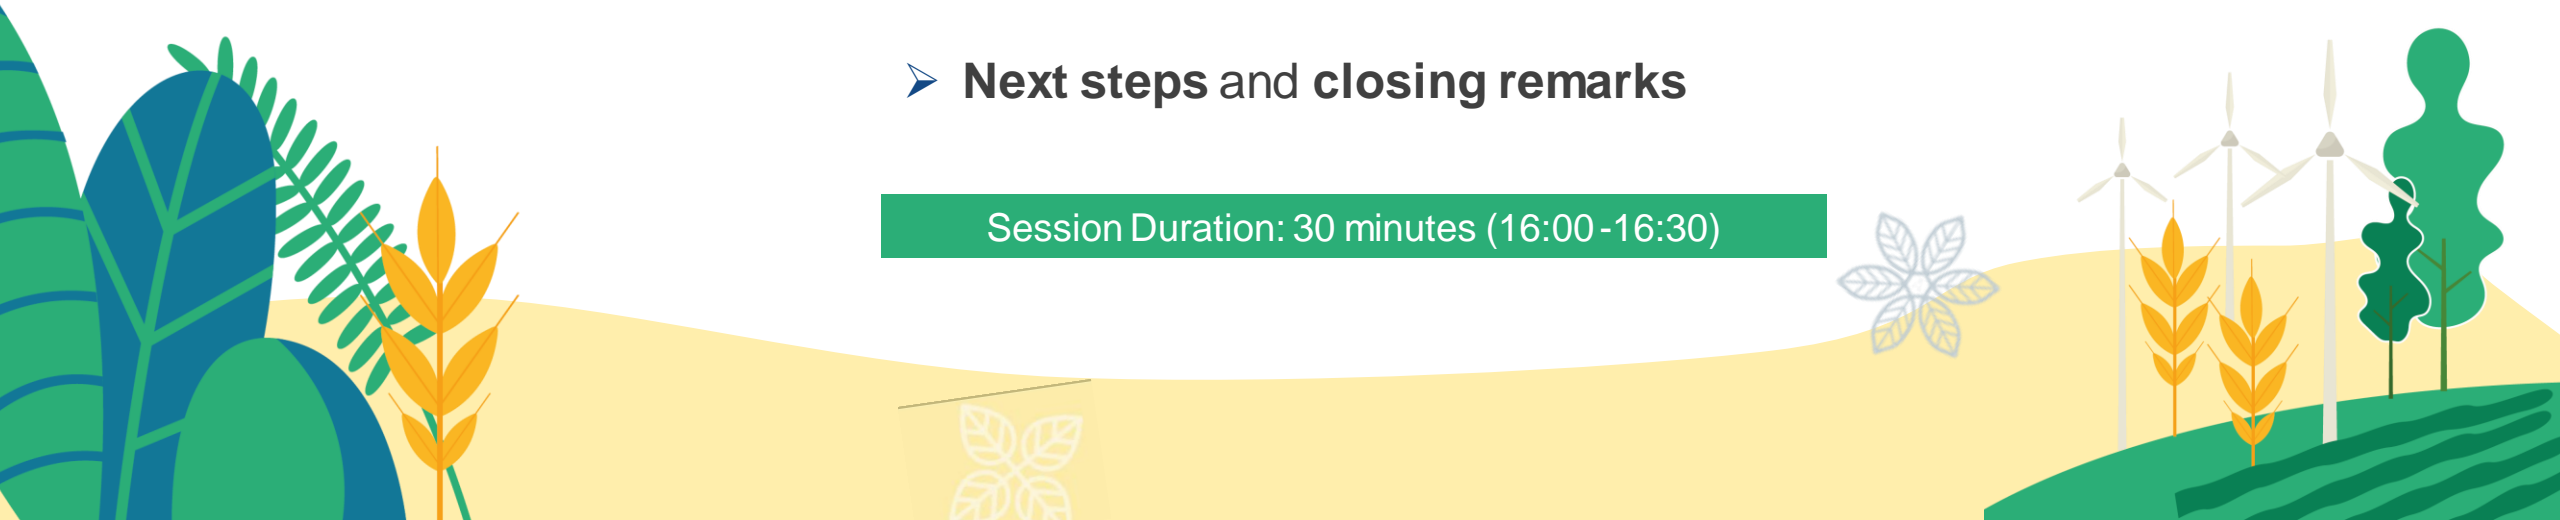 ➢ Next steps and closing remarks
Session Duration: 30 minutes (16:00-16:30)